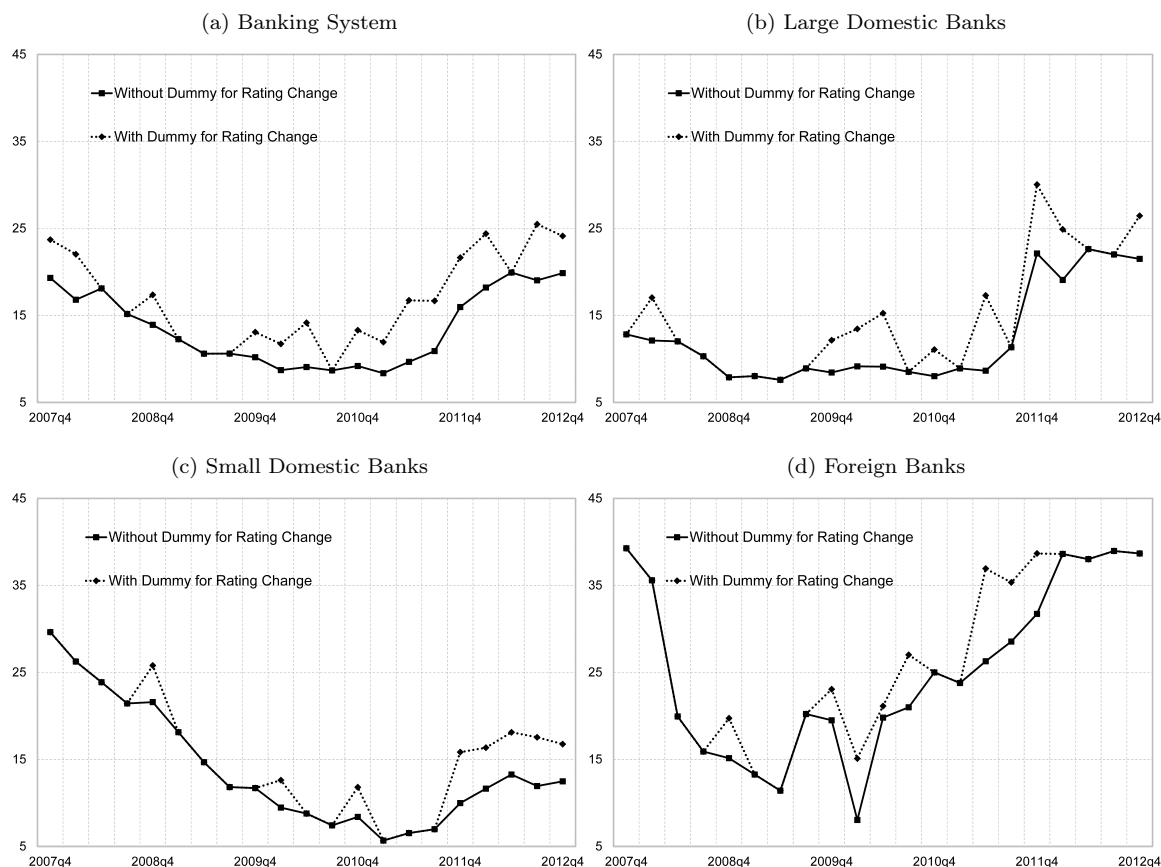 (a) Banking System
45
35
25
15
5
Without Dummy for Rating Change
With Dummy for Rating Change
2007q4 2008q4 2009q4 2010q4 2011q4 2012q4
(b) Large Domestic Banks
45
35
25
15
5
Without Dummy for Rating Change
With Dummy for Rating Change
2007q4 2008q4 2009q4 2010q4 2011q4 2012q4
(c) Small Domestic Banks
45
35
25
15
5
Without Dummy for Rating Change
With Dummy for Rating Change
2007q4 2008q4 2009q4 2010q4 2011q4 2012q4
(d) Foreign Banks
45
35
25
15
5
Without Dummy for Rating Change
With Dummy for Rating Change
2007q4 2008q4 2009q4 2010q4 2011q4 2012q4